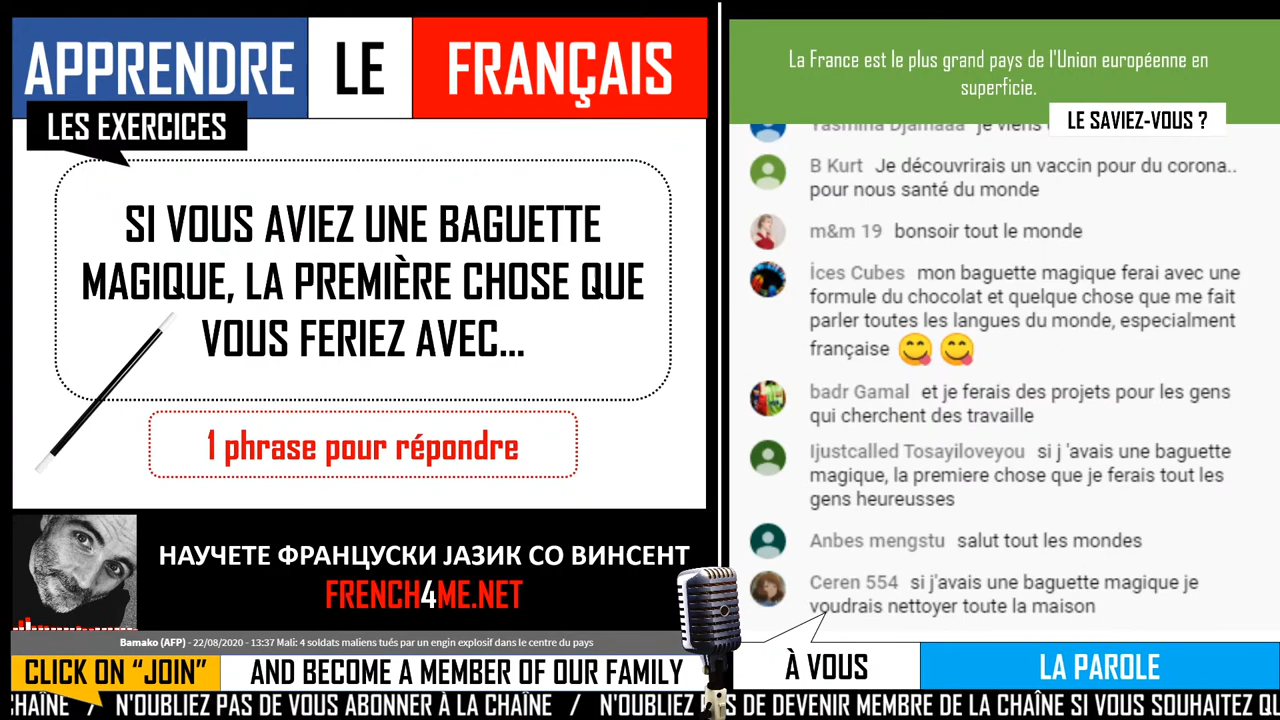 APPRENDRE LE FRANÇAIS
LES EXERCICES
SI VOUS AVIEZ UNE BAGUETTE
MAGIQUE, LA PREMIÈRE CHOSE QUE
VOUS FERIEZ AVEC...
1 phrase pour répondre
НАУЧЕТЕ ФРАНЦУСКИ ЈАЗИК СО ВИНСЕНТ
FRENCH4ME.NET
Bamako (AFP) - 22/08/2020 - 13:37 Mali: 4 soldats maliens tués par un engin explosif dans le centre du pays
CLICK ON “JOIN” AND BECOME A MEMBER OF OUR FAMILY
La France est le plus grand pays de l'Union européenne en
superficie.
LE SAVIEZ-VOUS ?
Yasmina Djamaaa je viens
B Kurt Je découvrirais un vaccin pour du corona..
pour nous santé du monde
m&m 19 bonsoir tout le monde
İces Cubes mon baguette magique ferai avec une
formule du chocolat et quelque chose que me fait
parler toutes les langues du monde, especialment
française 😋 😋
badr Gamal et je ferais des projets pour les gens
qui cherchent des travaille
Ijustcalled Tosayiloveyou si j 'avais une baguette
magique, la premiere chose que je ferais tout les
gens heureusses
Anbes mengstu salut tout les mondes
Ceren 554 si j'avais une baguette magique je
voudrais nettoyer toute la maison
À VOUS LA PAROLE
CHAÎNE / N'OUBLIEZ PAS DE VOUS ABONNER À LA CHAÎNE / N'OUBLIEZ PAS DE DEVENIR MEMBRE DE LA CHAÎNE SI VOUS SOUHAITEZ